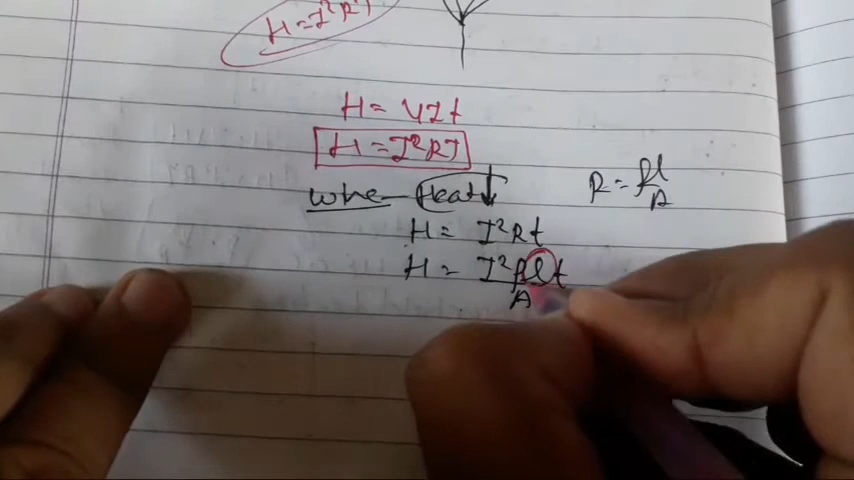 H = I²Rt
H = VIt
H = I²RT
when Heat ↓
R = ρl/A
H = I²Rt
H = I²ρlt/A